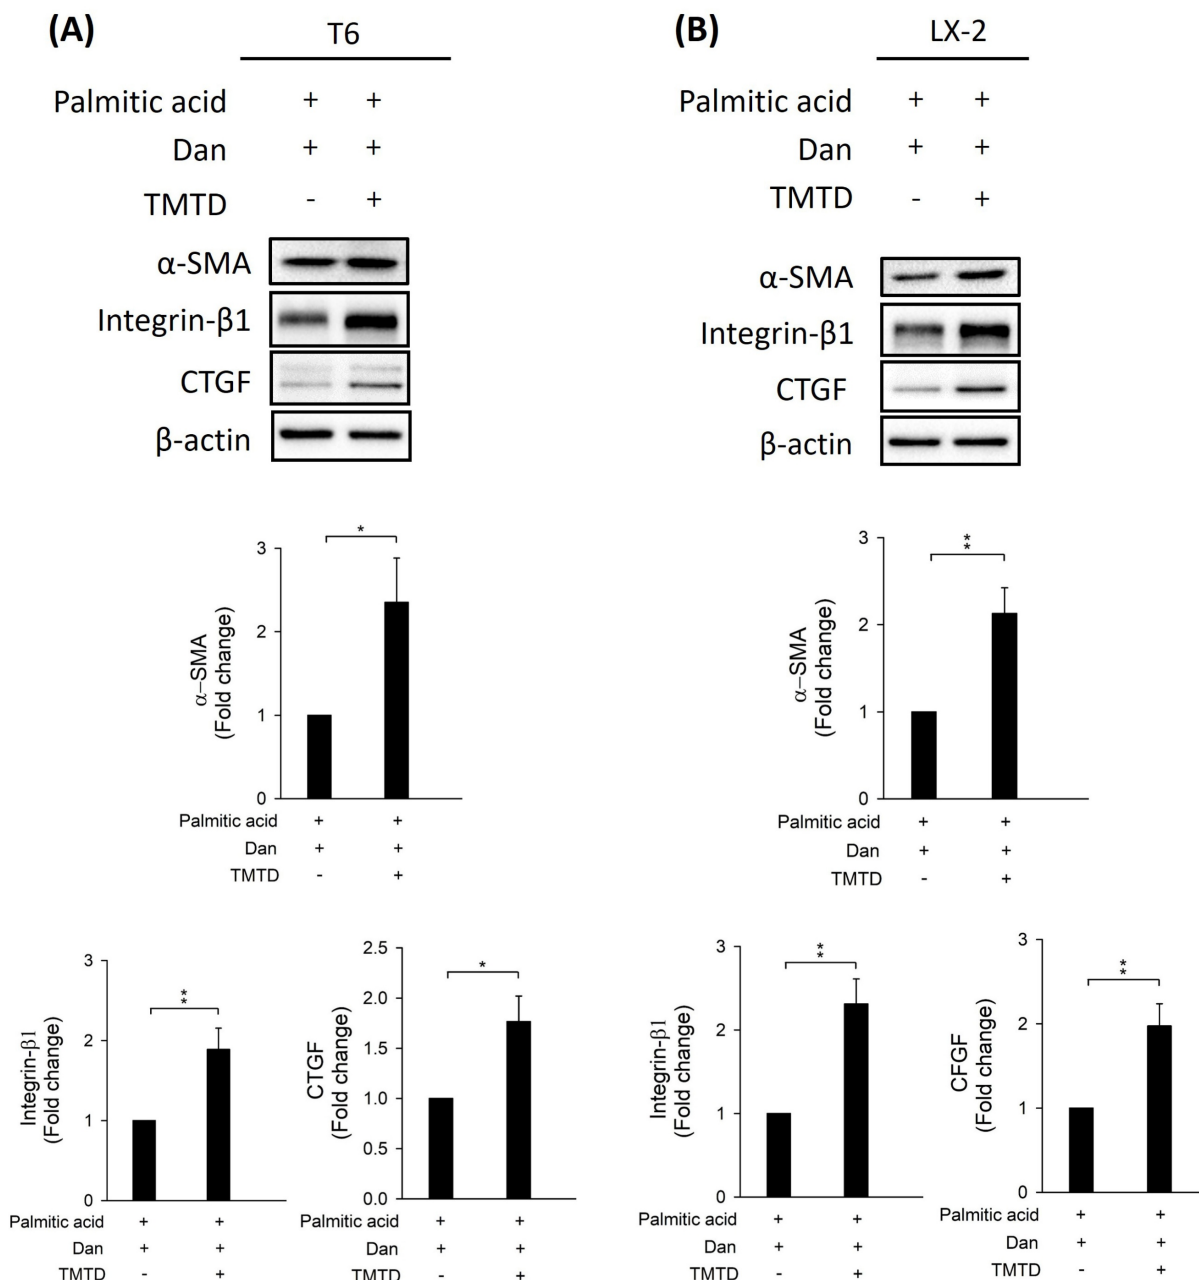 (A)
T6
Palmitic acid + +
Dan + +
TMTD - +
α-SMA
Integrin-β1
CTGF
β-actin
*
3
2
1
0
α–SMA
(Fold change)
Palmitic acid + +
Dan + +
TMTD - +
**
3
2
1
0
Integrin-β1
(Fold change)
Palmitic acid + +
Dan + +
TMTD - +
*
2.5
2.0
1.5
1.0
0.5
0.0
CTGF
(Fold change)
Palmitic acid + +
Dan + +
TMTD - +
(B)
LX-2
Palmitic acid + +
Dan + +
TMTD - +
α-SMA
Integrin-β1
CTGF
β-actin
**
3
2
1
0
α–SMA
(Fold change)
Palmitic acid + +
Dan + +
TMTD - +
**
3
2
1
0
Integrin-β1
(Fold change)
Palmitic acid + +
Dan + +
TMTD - +
**
3
2
1
0
CFGF
(Fold change)
Palmitic acid + +
Dan + +
TMTD - +